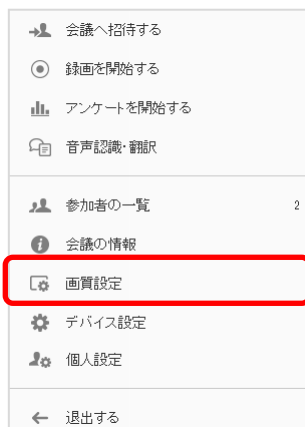 会議へ招待する
録画を開始する
アンケートを開始する
音声認識・翻訳
参加者の一覧 2
会議の情報
画質設定
デバイス設定
個人設定
退出する